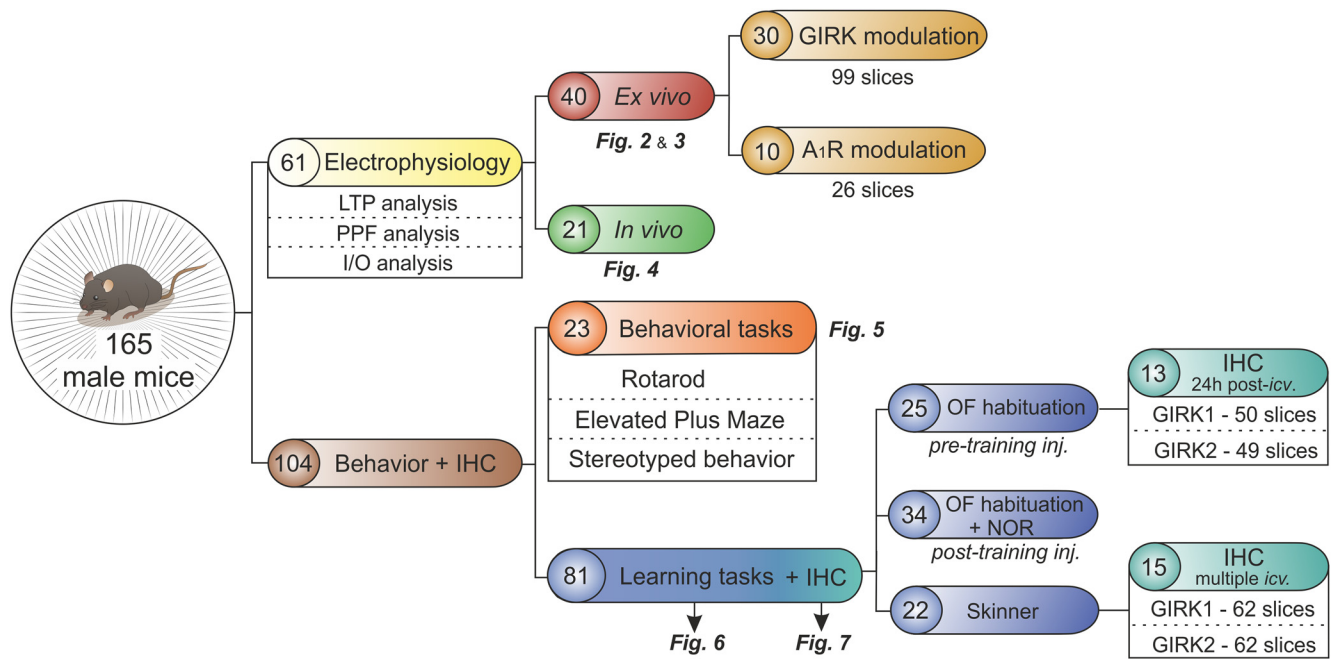 165
male mice
61 Electrophysiology
LTP analysis
PPF analysis
I/O analysis
40 Ex vivo
Fig. 2 & 3
30 GIRK modulation
99 slices
10 A1R modulation
26 slices
21 In vivo
Fig. 4
104 Behavior + IHC
23 Behavioral tasks
Fig. 5
Rotarod
Elevated Plus Maze
Stereotyped behavior
81 Learning tasks + IHC
Fig. 6
Fig. 7
25 OF habituation
pre-training inj.
13 IHC
24h post-icv.
GIRK1 - 50 slices
GIRK2 - 49 slices
34 OF habituation
+ NOR
post-training inj.
22 Skinner
15 IHC
multiple icv.
GIRK1 - 62 slices
GIRK2 - 62 slices